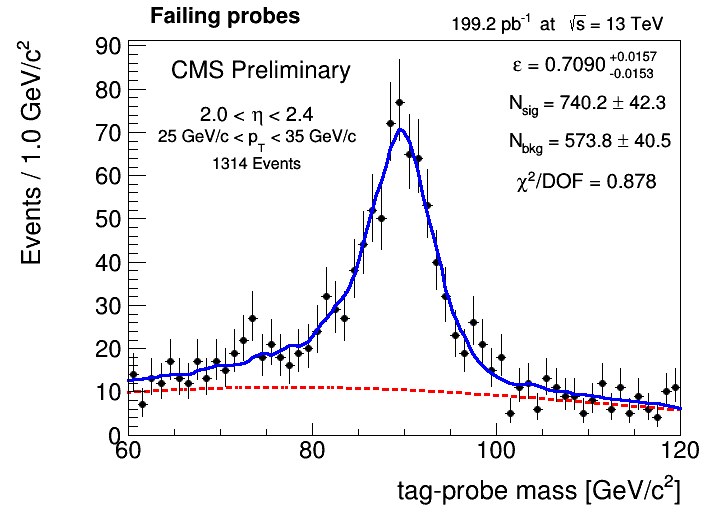 Failing probes
199.2 pb⁻¹ at √s = 13 TeV
CMS Preliminary
2.0 < η < 2.4
25 GeV/c < p_T < 35 GeV/c
1314 Events
ε = 0.7090 +0.0157 -0.0153
N_sig = 740.2 ± 42.3
N_bkg = 573.8 ± 40.5
χ²/DOF = 0.878
Events / 1.0 GeV/c²
90
80
70
60
50
40
30
20
10
0
60 80 100 120
tag-probe mass [GeV/c²]